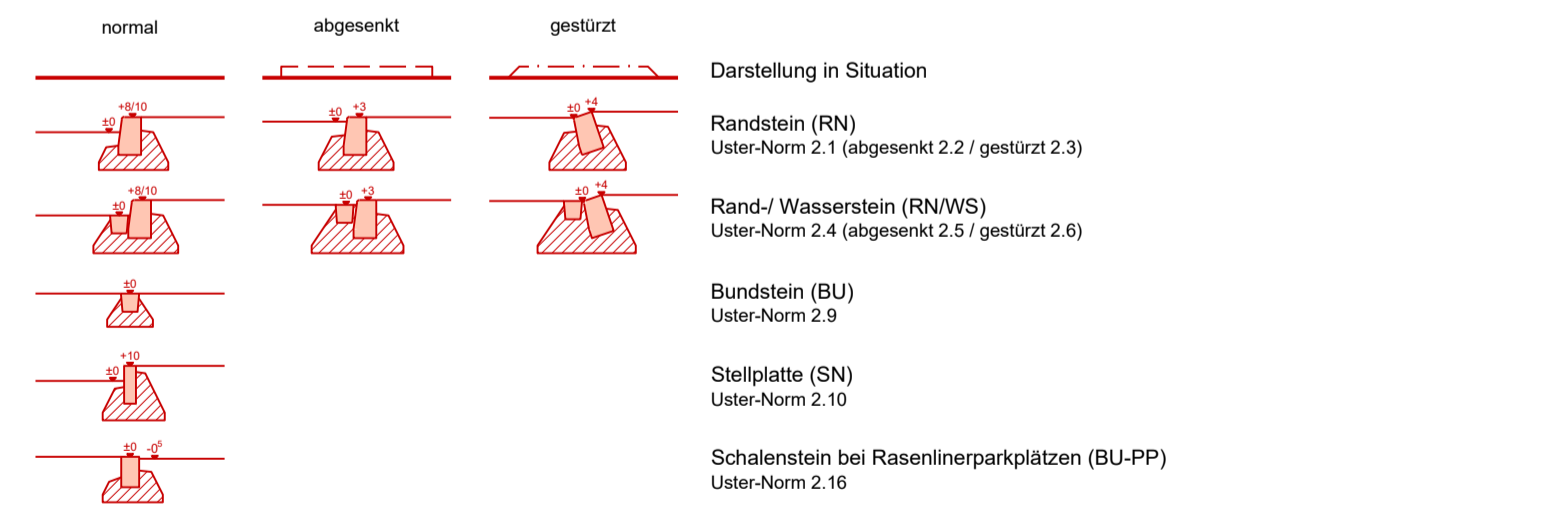 normal abgesenkt gestürzt
Darstellung in Situation
+8/10 ±0 ±0 +3 ±0 +4
Randstein (RN)
Uster-Norm 2.1 (abgesenkt 2.2 / gestürzt 2.3)
+8/10 ±0 ±0 +3 ±0 +4
Rand-/ Wasserstein (RN/WS)
Uster-Norm 2.4 (abgesenkt 2.5 / gestürzt 2.6)
±0
Bundstein (BU)
Uster-Norm 2.9
+10
±0
Stellplatte (SN)
Uster-Norm 2.10
±0 -0⁵
Schalenstein bei Rasenlinerparkplätzen (BU-PP)
Uster-Norm 2.16